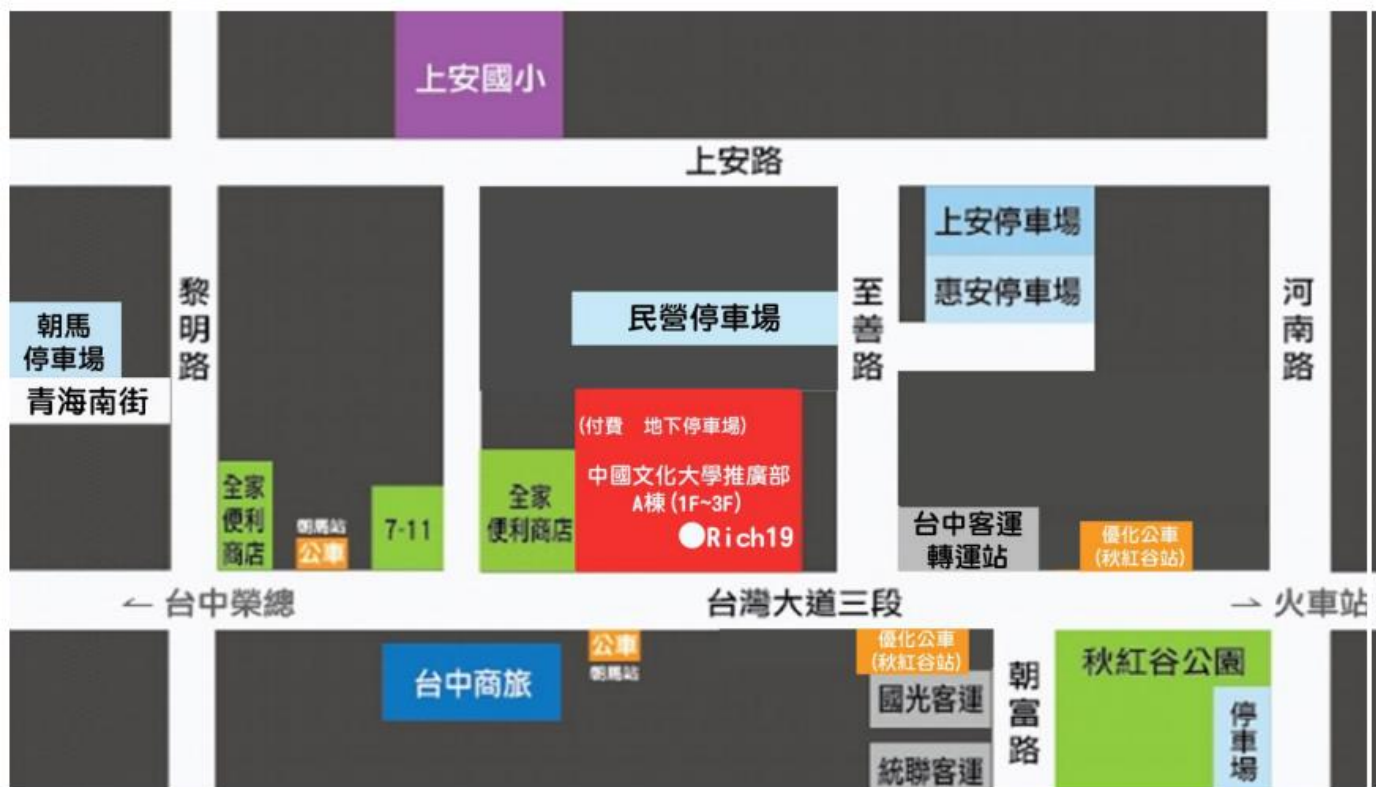 上安國小
上安路
上安停車場
惠安停車場
黎明路
至善路
河南路
民營停車場
朝馬
停車場
青海南街
(付費 地下停車場)
中國文化大學推廣部
A棟(1F~3F)
Rich19
全家
便利
商店
朝馬站
公車
7-11
全家
便利商店
台中客運
轉運站
優化公車
(秋紅谷站)
← 台中榮總
台灣大道三段
→ 火車站
公車
朝馬站
台中商旅
優化公車
(秋紅谷站)
國光客運
統聯客運
朝富路
秋紅谷公園
停車場